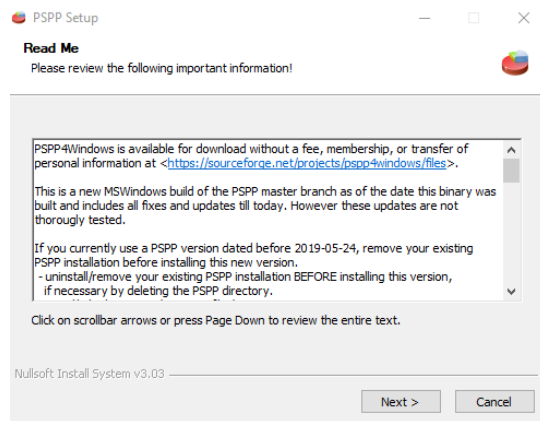 PSPP Setup
Read Me
Please review the following important information!
PSPP4Windows is available for download without a fee, membership, or transfer of
personal information at <https://sourceforge.net/projects/pspp4windows/files>.
This is a new MSWindows build of the PSPP master branch as of the date this binary was
built and includes all fixes and updates till today. However these updates are not
thorougly tested.
If you currently use a PSPP version dated before 2019-05-24, remove your existing
PSPP installation before installing this new version.
- uninstall/remove your existing PSPP installation BEFORE installing this version,
if necessary by deleting the PSPP directory.
Click on scrollbar arrows or press Page Down to review the entire text.
Nullsoft Install System v3.03
Next >
Cancel